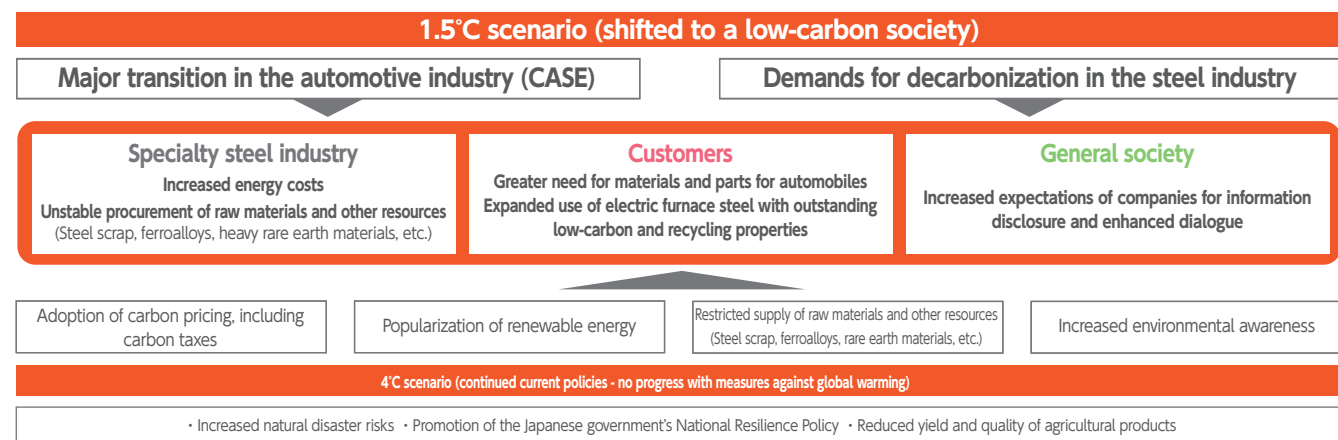 1.5°C scenario (shifted to a low-carbon society)
Major transition in the automotive industry (CASE)
Demands for decarbonization in the steel industry
Specialty steel industry
Increased energy costs
Unstable procurement of raw materials and other resources
(Steel scrap, ferroalloys, heavy rare earth materials, etc.)
Customers
Greater need for materials and parts for automobiles
Expanded use of electric furnace steel with outstanding
low-carbon and recycling properties
General society
Increased expectations of companies for information
disclosure and enhanced dialogue
Adoption of carbon pricing, including
carbon taxes
Popularization of renewable energy
Restricted supply of raw materials and other resources
(Steel scrap, ferroalloys, rare earth materials, etc.)
Increased environmental awareness
4°C scenario (continued current policies - no progress with measures against global warming)
・Increased natural disaster risks ・Promotion of the Japanese government's National Resilience Policy ・Reduced yield and quality of agricultural products